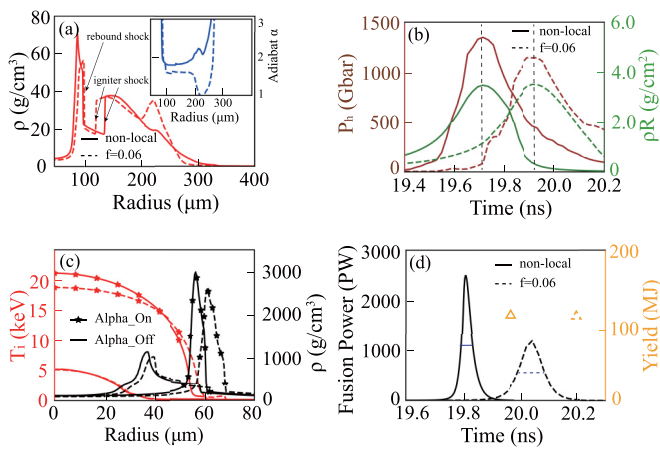 (a)
ρ (g/cm³)
80
60
40
20
0
100
200
300
400
Radius (μm)
rebound shock
igniter shock
non-local
f=0.06
Adiabat α
3
2
1
100
200
300
Radius (μm)
(b)
Pₕ (Gbar)
1500
1000
500
0
19.4
19.6
19.8
20.0
20.2
Time (ns)
non-local
f=0.06
ρR (g/cm²)
6.0
4.0
2.0
0
(c)
Tᵢ (keV)
20
15
10
5
0
0
20
40
60
80
Radius (μm)
Alpha_On
Alpha_Off
ρ (g/cm³)
3000
2000
1000
0
(d)
Fusion Power (PW)
3000
2000
1000
0
19.6
19.8
20.0
20.2
Time (ns)
non-local
f=0.06
Yield (MJ)
200
100
0